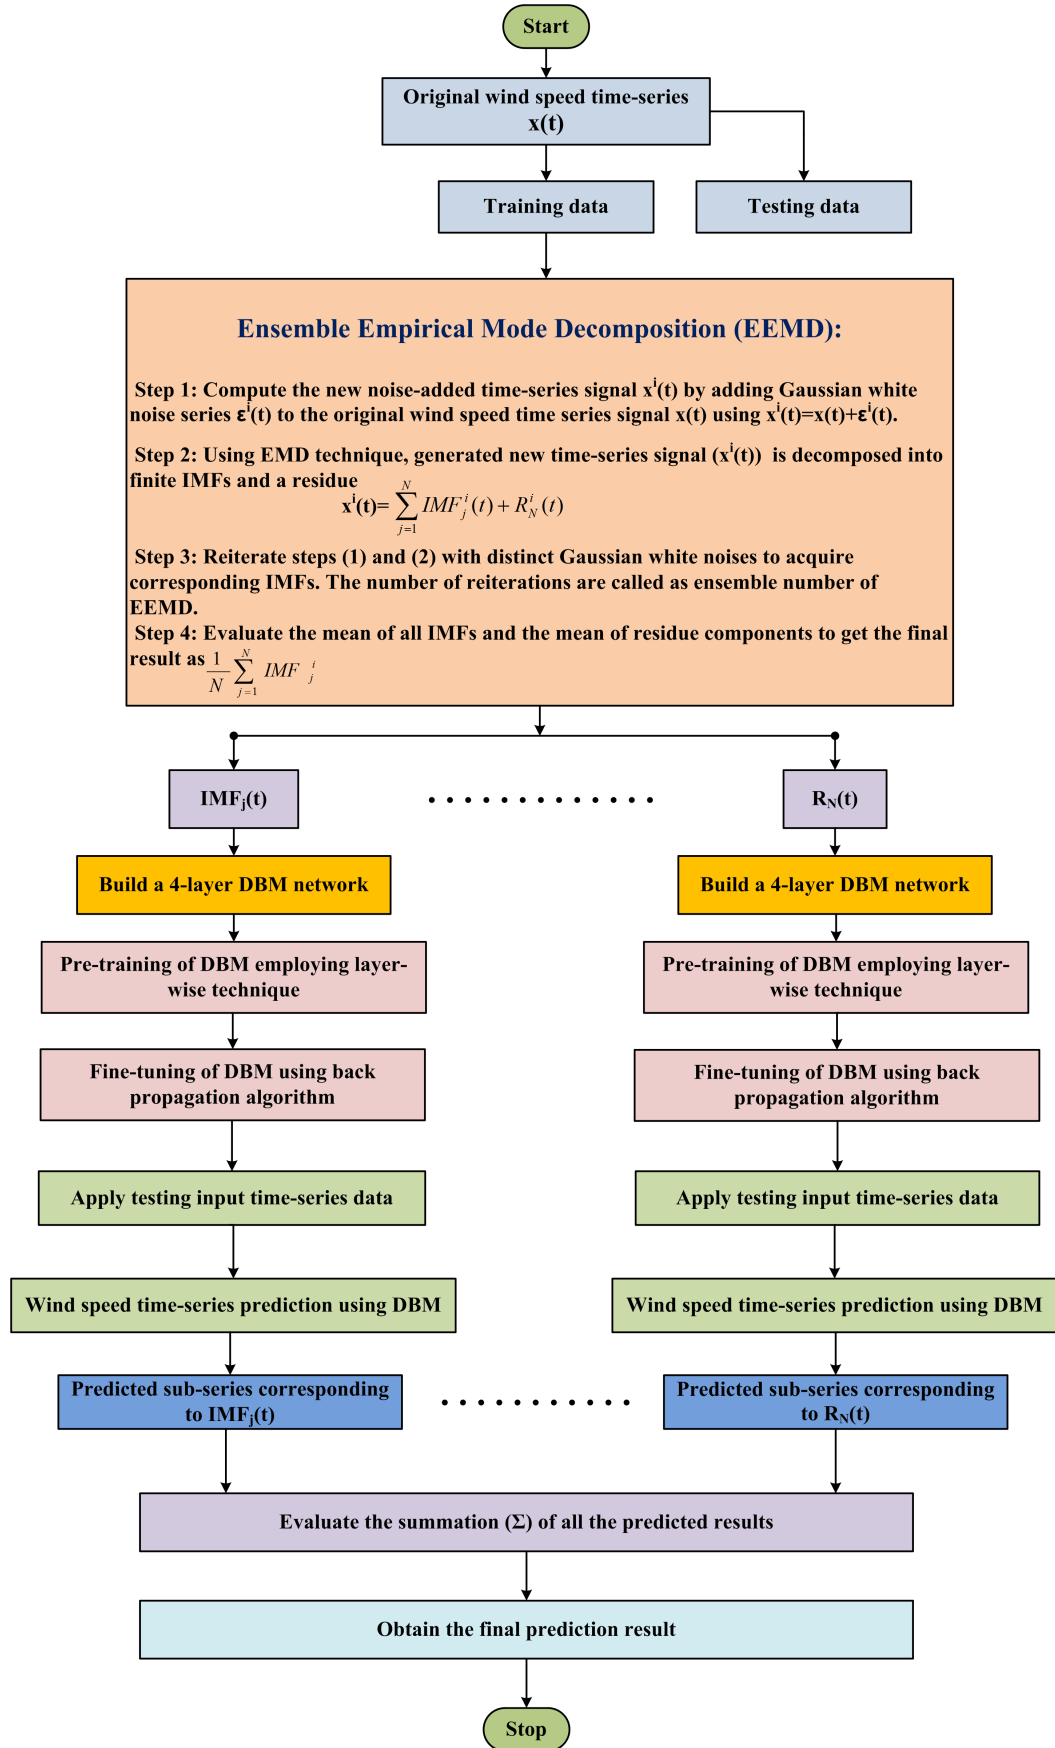 Start
Original wind speed time-series
x(t)
Training data
Testing data
Ensemble Empirical Mode Decomposition (EEMD):
Step 1: Compute the new noise-added time-series signal xⁱ(t) by adding Gaussian white
noise series εⁱ(t) to the original wind speed time series signal x(t) using xⁱ(t)=x(t)+εⁱ(t).
Step 2: Using EMD technique, generated new time-series signal (xⁱ(t)) is decomposed into
finite IMFs and a residue
xⁱ(t)= \sum_{j=1}^{N} IMF_j^i(t) + R_N^i(t)
Step 3: Reiterate steps (1) and (2) with distinct Gaussian white noises to acquire
corresponding IMFs. The number of reiterations are called as ensemble number of
EEMD.
Step 4: Evaluate the mean of all IMFs and the mean of residue components to get the final
result as \frac{1}{N} \sum_{j=1}^{N} IMF_j^i
IMFⱼ(t) . . . . . . . . . . . . . R_N(t)
Build a 4-layer DBM network
Pre-training of DBM employing layer-
wise technique
Fine-tuning of DBM using back
propagation algorithm
Apply testing input time-series data
Wind speed time-series prediction using DBM
Predicted sub-series corresponding
to IMFⱼ(t)
. . . . . . . . . . .
Build a 4-layer DBM network
Pre-training of DBM employing layer-
wise technique
Fine-tuning of DBM using back
propagation algorithm
Apply testing input time-series data
Wind speed time-series prediction using DBM
Predicted sub-series corresponding
to R_N(t)
Evaluate the summation (Σ) of all the predicted results
Obtain the final prediction result
Stop